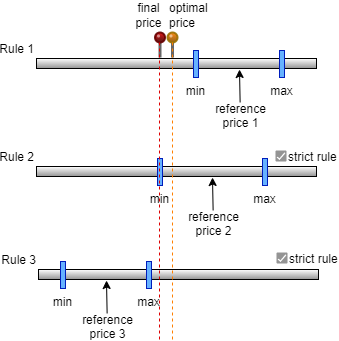 final optimal
price price
Rule 1
min max
reference
price 1
Rule 2
strict rule
min max
reference
price 2
Rule 3
strict rule
min max
reference
price 3